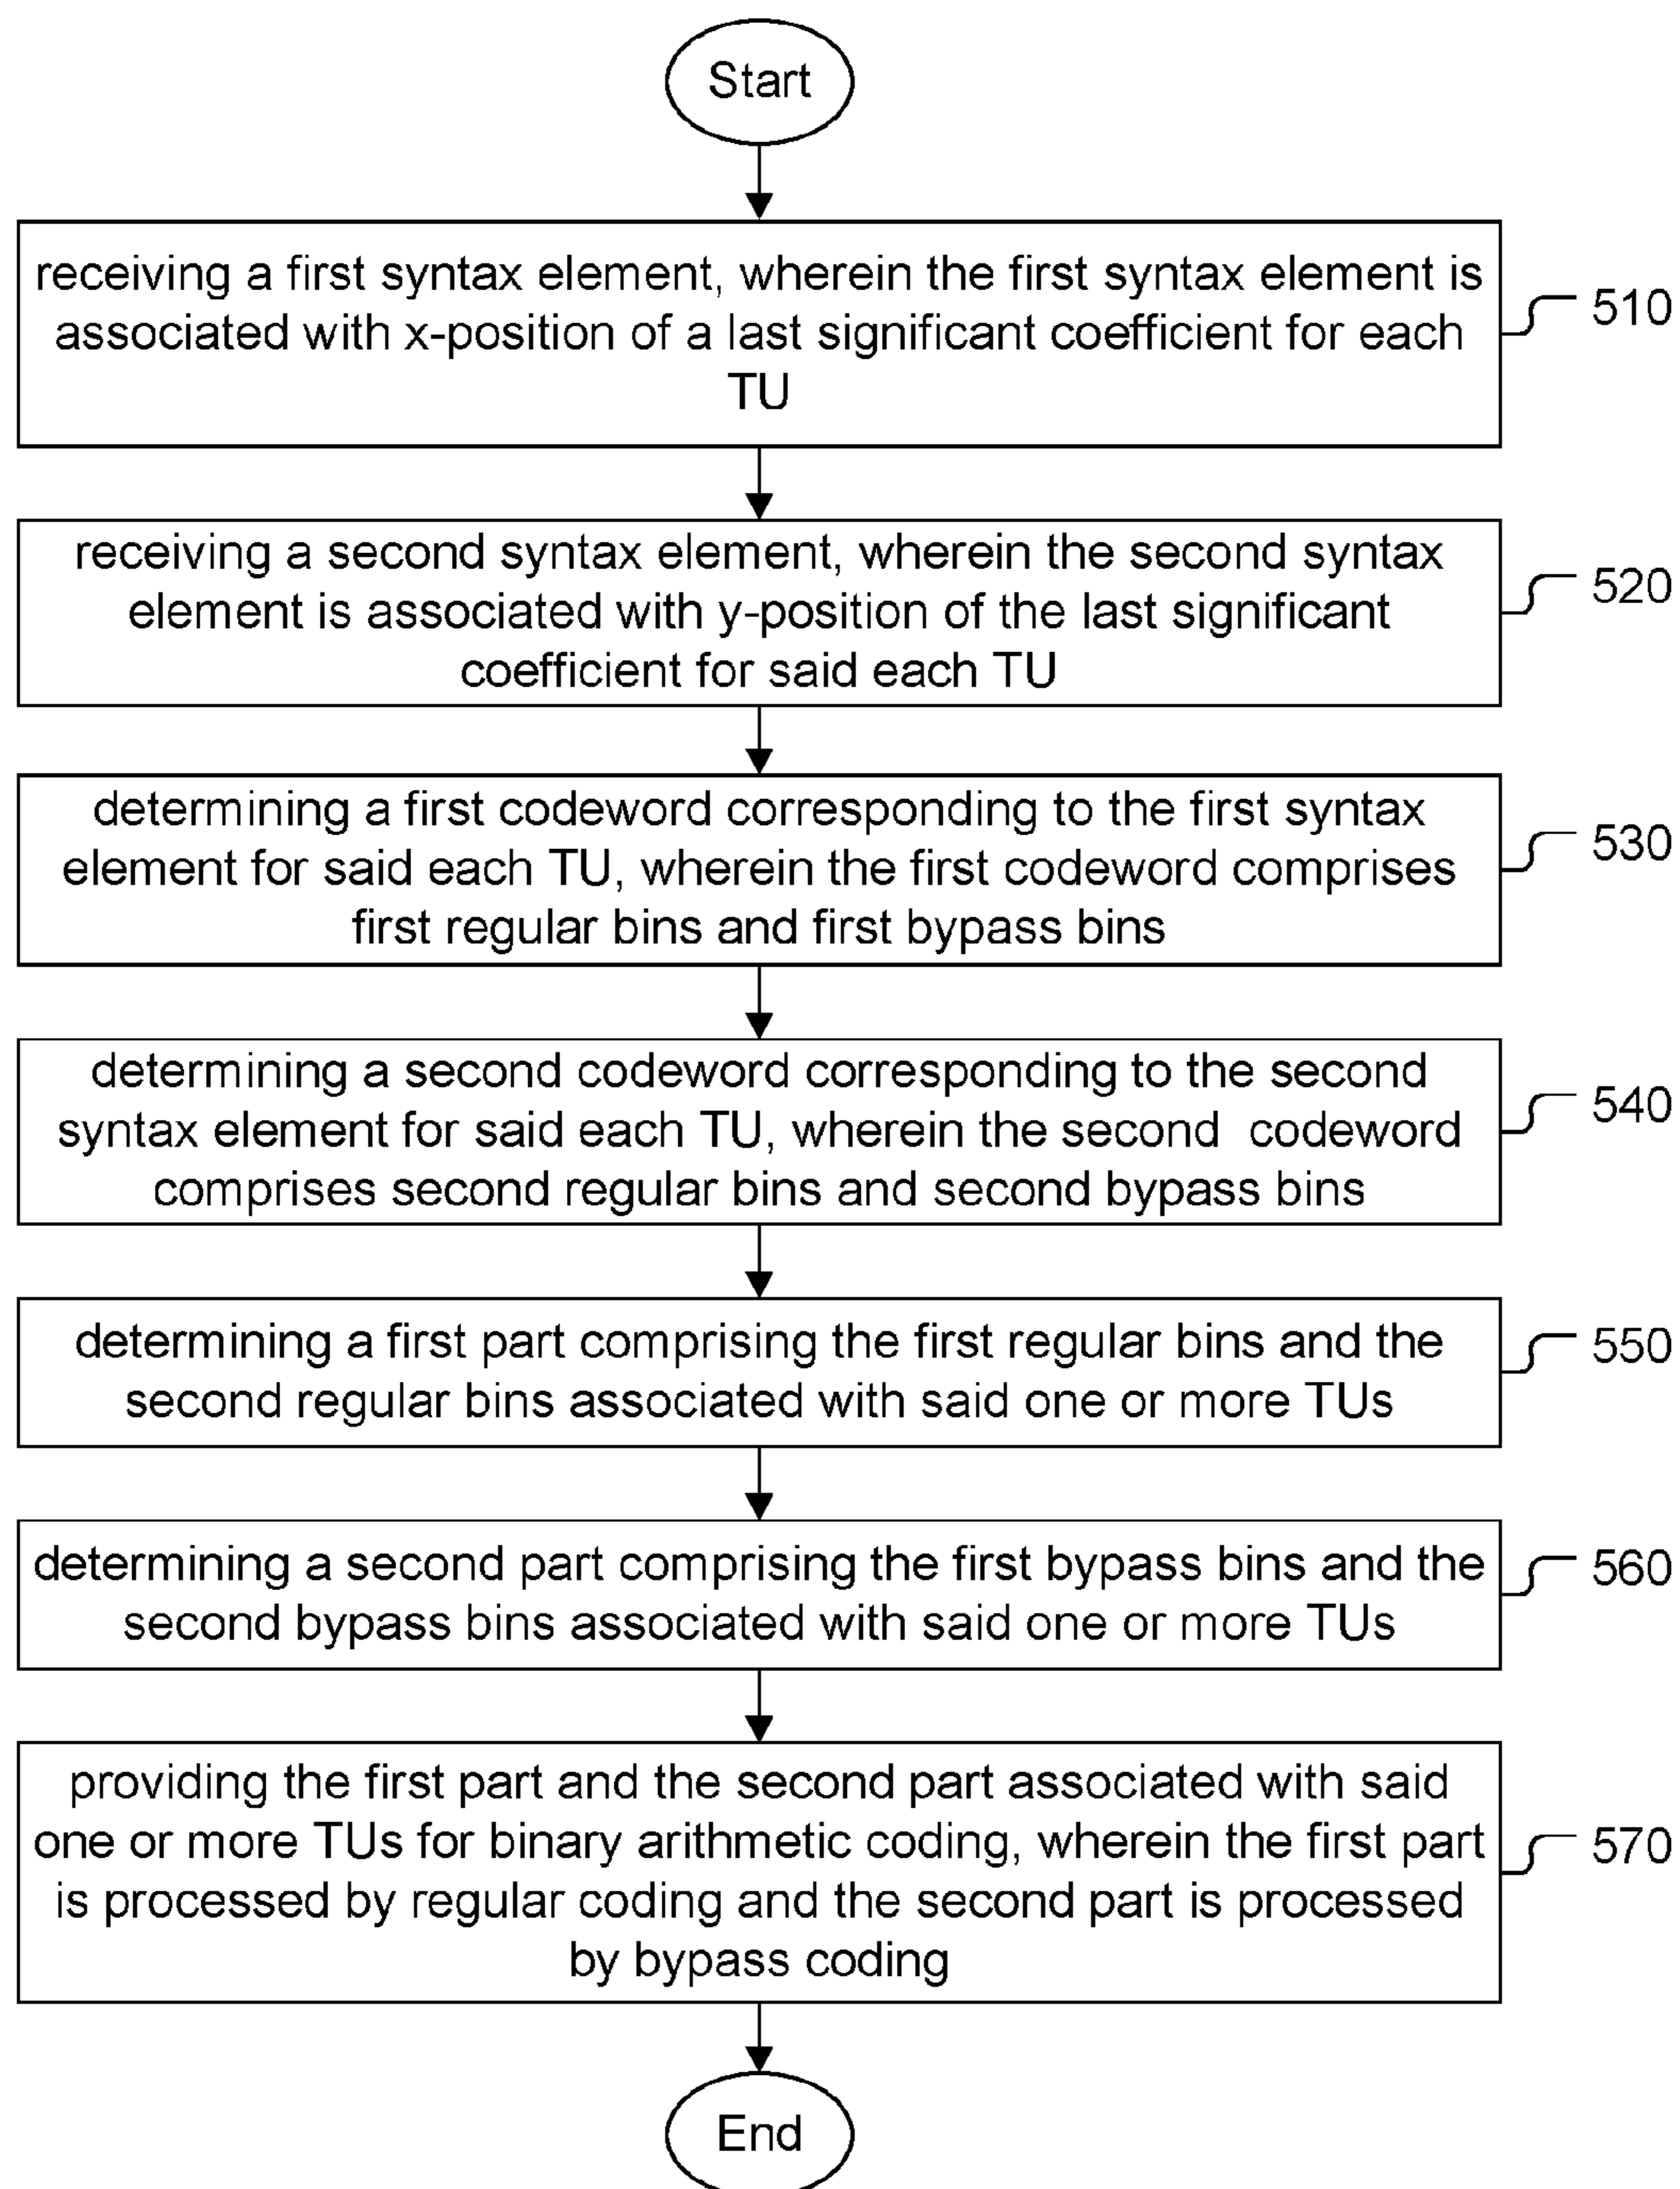 Start
receiving a first syntax element, wherein the first syntax element is
associated with x-position of a last significant coefficient for each
TU
510
receiving a second syntax element, wherein the second syntax
element is associated with y-position of the last significant
coefficient for said each TU
520
determining a first codeword corresponding to the first syntax
element for said each TU, wherein the first codeword comprises
first regular bins and first bypass bins
530
determining a second codeword corresponding to the second
syntax element for said each TU, wherein the second codeword
comprises second regular bins and second bypass bins
540
determining a first part comprising the first regular bins and the
second regular bins associated with said one or more TUs
550
determining a second part comprising the first bypass bins and the
second bypass bins associated with said one or more TUs
560
providing the first part and the second part associated with said
one or more TUs for binary arithmetic coding, wherein the first part
is processed by regular coding and the second part is processed
by bypass coding
570
End